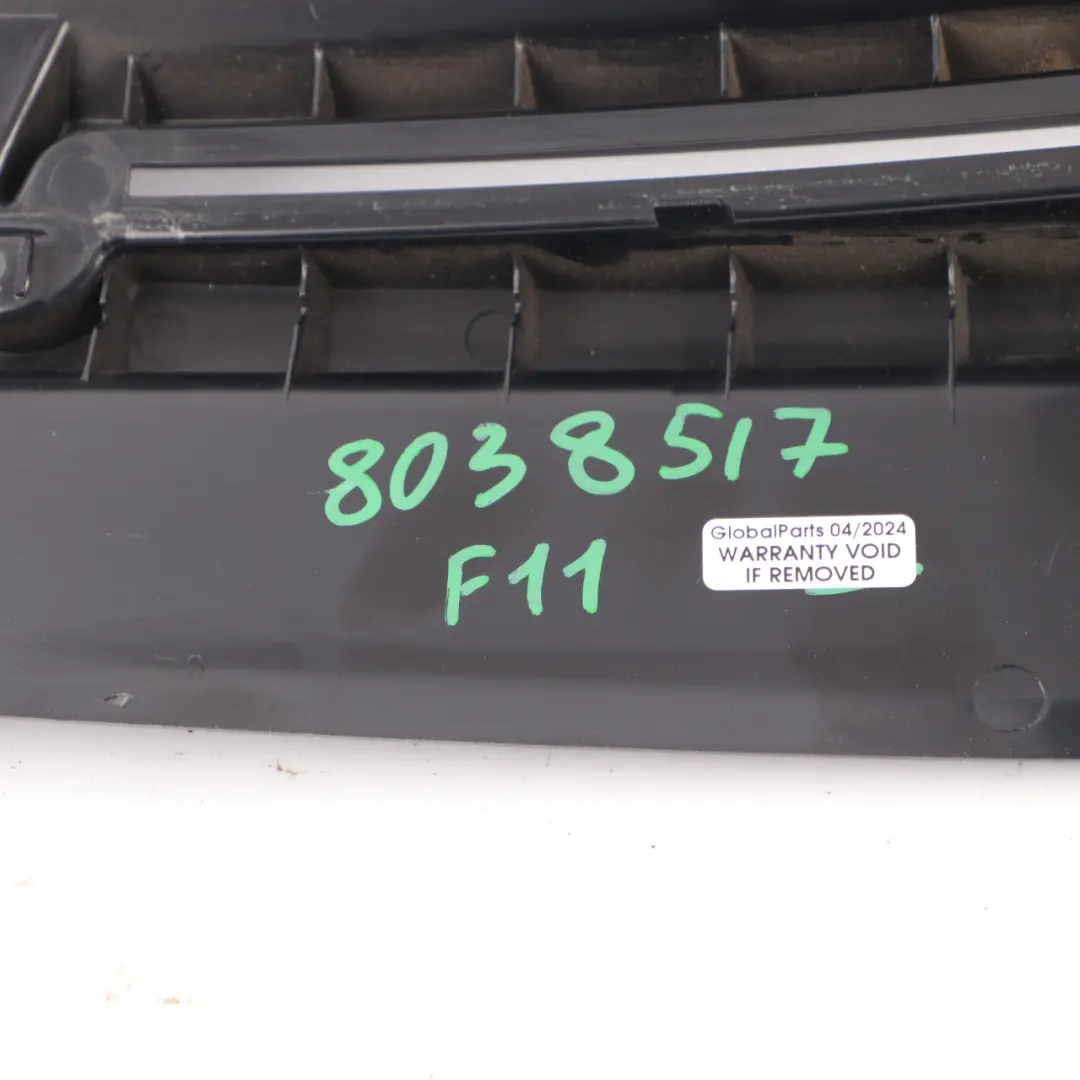 8038517
F11
GlobalParts 04/2024
WARRANTY VOID
IF REMOVED